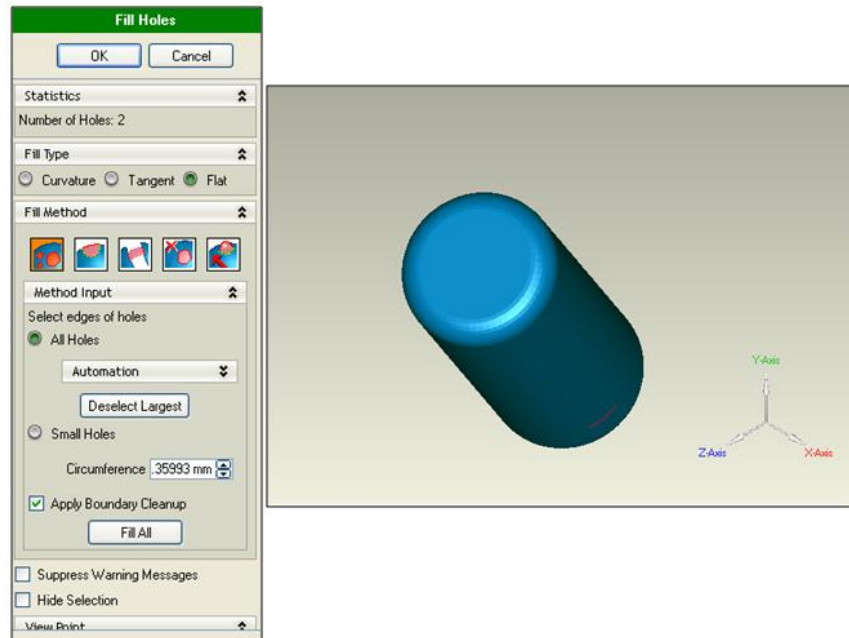 Fill Holes
OK Cancel
Statistics
Number of Holes: 2
Fill Type
Curvature Tangent Flat
Fill Method
Method Input
Select edges of holes
All Holes
Automation
Deselect Largest
Small Holes
Circumference .35993 mm
Apply Boundary Cleanup
Fill All
Suppress Warning Messages
Hide Selection
View Point
Y-Axis
Z-Axis X-Axis